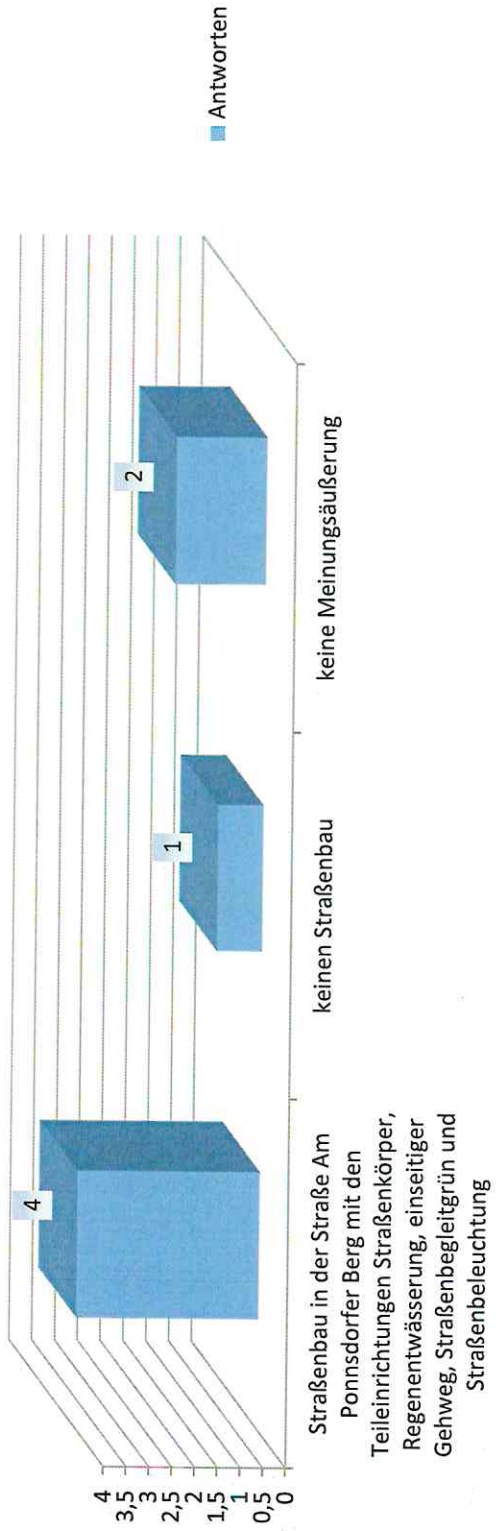 4
3,5
3
2,5
2
1,5
1
0,5
0
4
1
2
Straßenbau in der Straße Am
Ponnsdorfer Berg mit den
Teileinrichtungen Straßenkörper,
Regenentwässerung, einseitiger
Gehweg, Straßenbegleitgrün und
Straßenbeleuchtung
keinen Straßenbau
keine Meinungsäußerung
Antworten